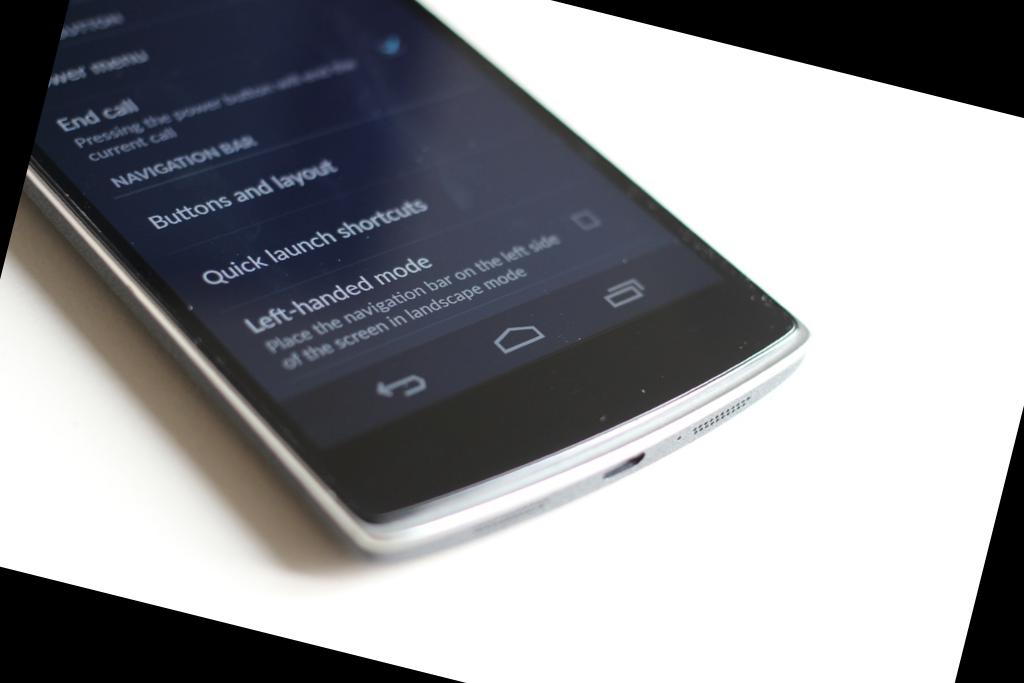 BUTTON
wer menu
End call
Pressing the power button will end the
current call
NAVIGATION BAR
Buttons and layout
Quick launch shortcuts
Left-handed mode
Place the navigation bar on the left side
of the screen in landscape mode